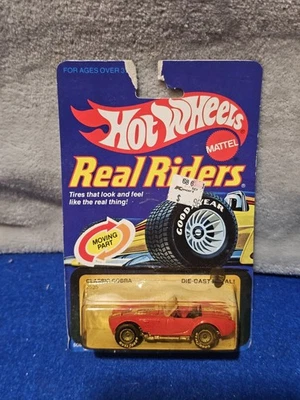 FOR AGES OVER 3
HOT WHEELS
MATTEL
Real Riders
Tires that look and feel
like the real thing!
GOODYEAR
MOVING
PART
CLASSIC COBRA
DIE-CAST METAL!